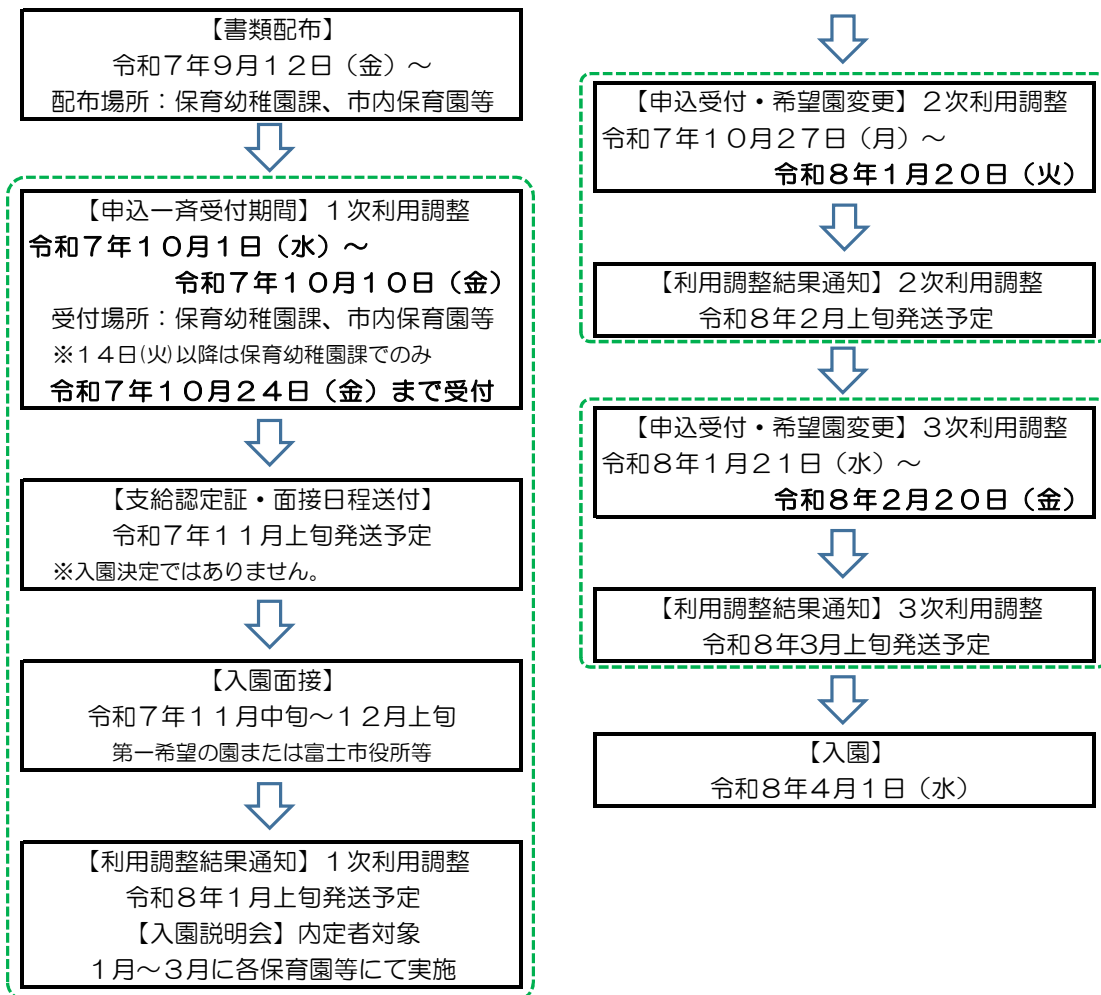 【書類配布】
令和７年９月１２日（金）～
配布場所：保育幼稚園課、市内保育園等
【申込一斉受付期間】１次利用調整
令和７年１０月１日（水）～
令和７年１０月１０日（金）
受付場所：保育幼稚園課、市内保育園等
※１４日(火)以降は保育幼稚園課でのみ
令和７年１０月２４日（金）まで受付
【支給認定証・面接日程送付】
令和７年１１月上旬発送予定
※入園決定ではありません。
【入園面接】
令和７年１１月中旬～１２月上旬
第一希望の園または富士市役所等
【利用調整結果通知】１次利用調整
令和８年１月上旬発送予定
【入園説明会】内定者対象
１月～３月に各保育園等にて実施
【申込受付・希望園変更】２次利用調整
令和７年１０月２７日（月）～
令和８年１月２０日（火）
【利用調整結果通知】２次利用調整
令和８年２月上旬発送予定
【申込受付・希望園変更】３次利用調整
令和８年１月２１日（水）～
令和８年２月２０日（金）
【利用調整結果通知】３次利用調整
令和８年3月上旬発送予定
【入園】
令和８年４月１日（水）